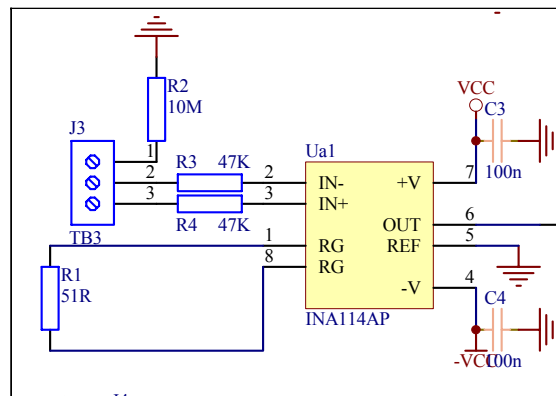 R2
10M
VCC
C3
100n
J3
1
2
3
TB3
R3 47K
R4 47K
Ua1
2 IN- +V 7
3 IN+
OUT 6
1 RG REF 5
8 RG
-V 4
INA114AP
R1
51R
C4
-VCC
100n